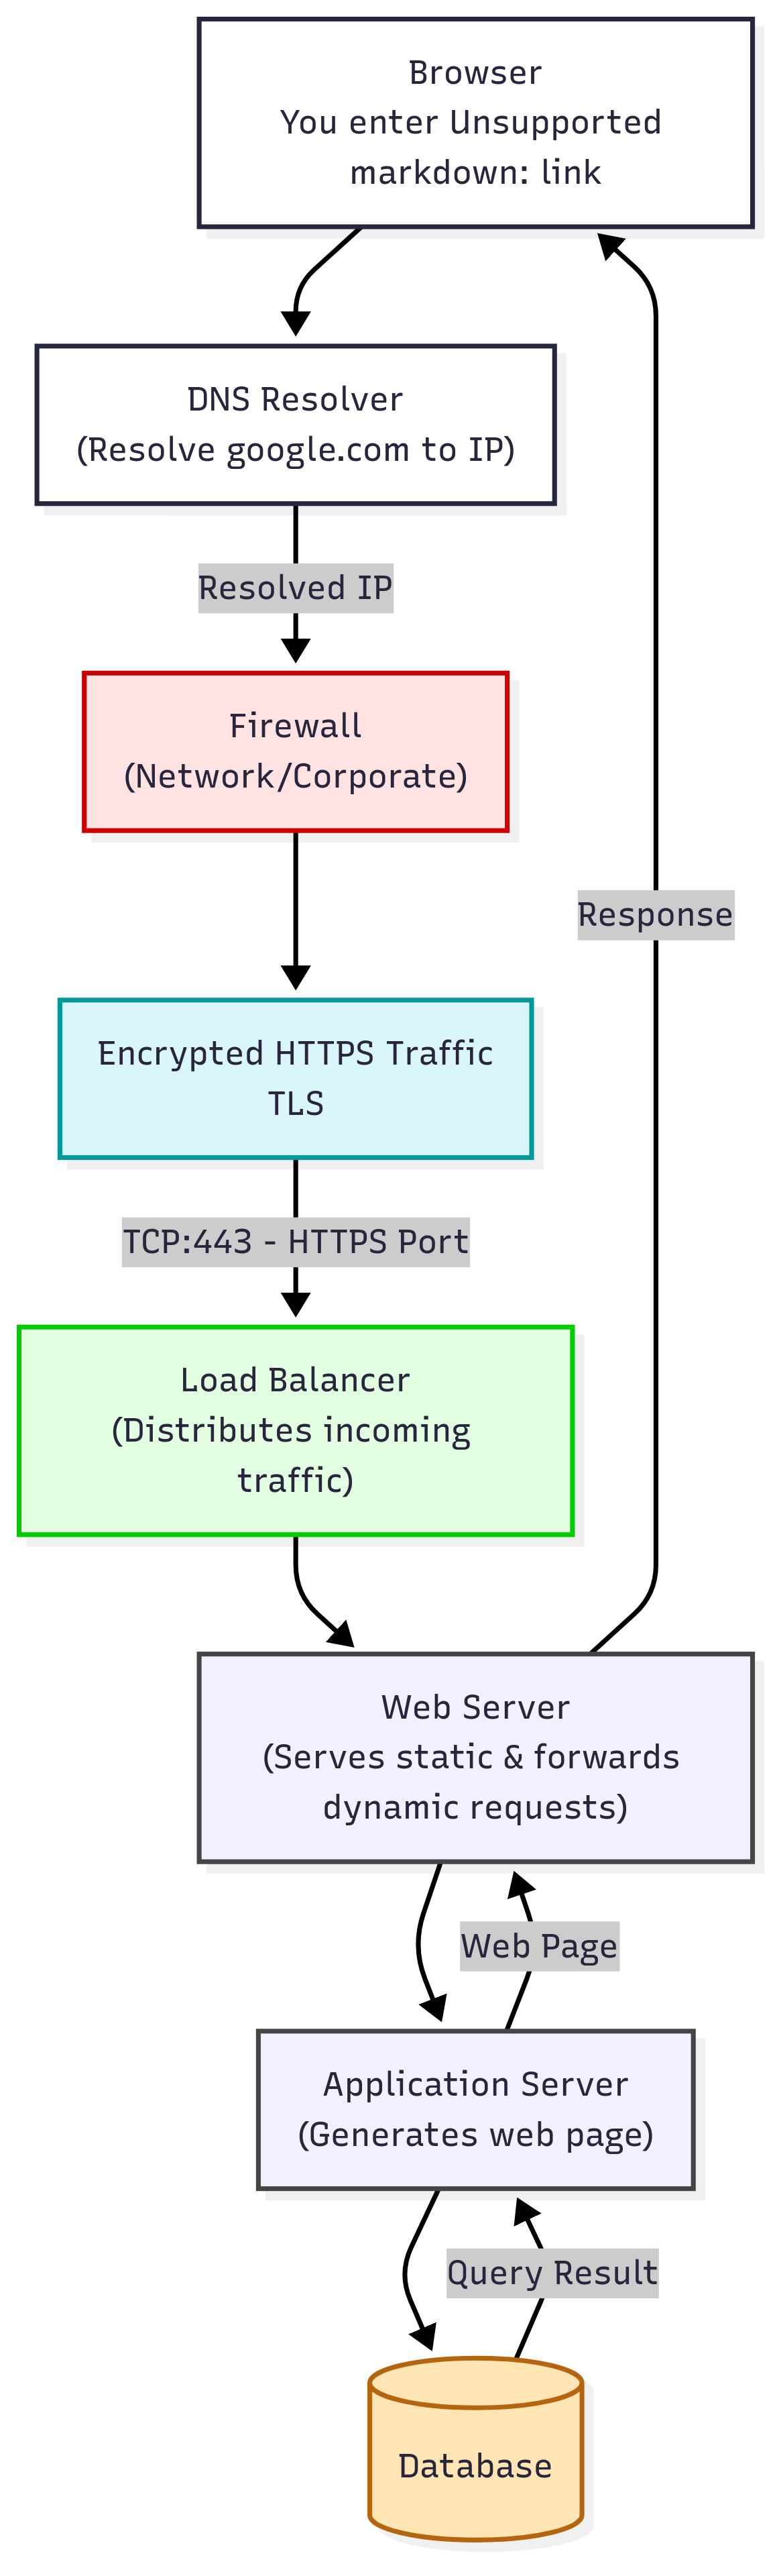 Browser
You enter Unsupported
markdown: link
DNS Resolver
(Resolve google.com to IP)
Resolved IP
Firewall
(Network/Corporate)
Response
Encrypted HTTPS Traffic
TLS
TCP:443 - HTTPS Port
Load Balancer
(Distributes incoming
traffic)
Web Server
(Serves static & forwards
dynamic requests)
Web Page
Application Server
(Generates web page)
Query Result
Database